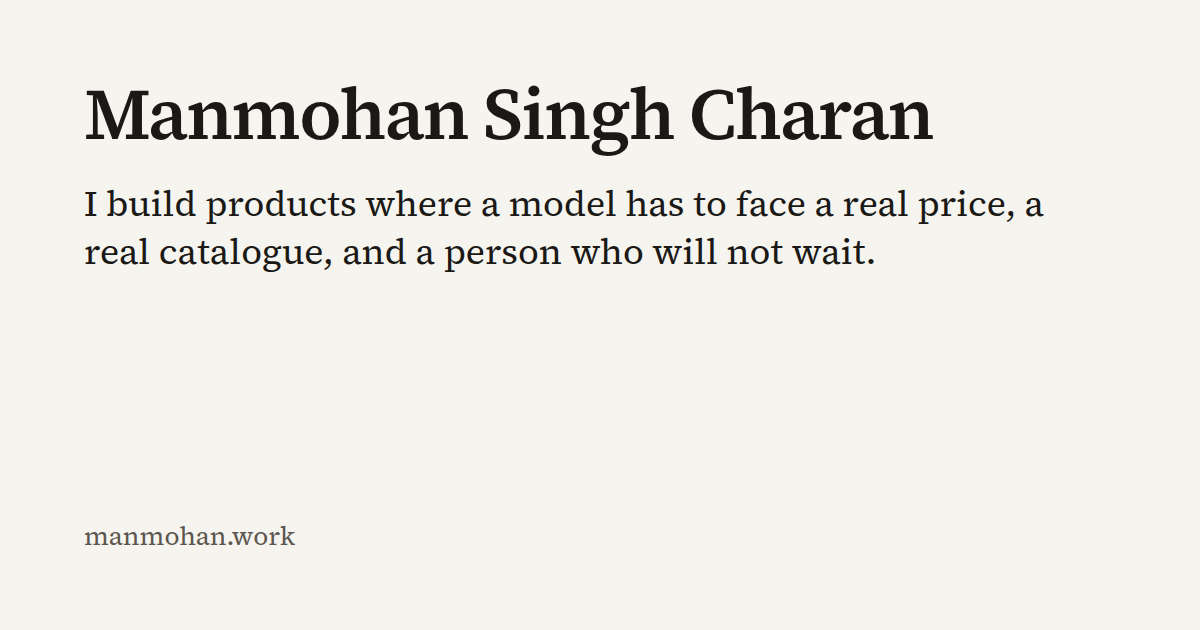 Manmohan Singh Charan
I build products where a model has to face a real price, a
real catalogue, and a person who will not wait.
manmohan.work